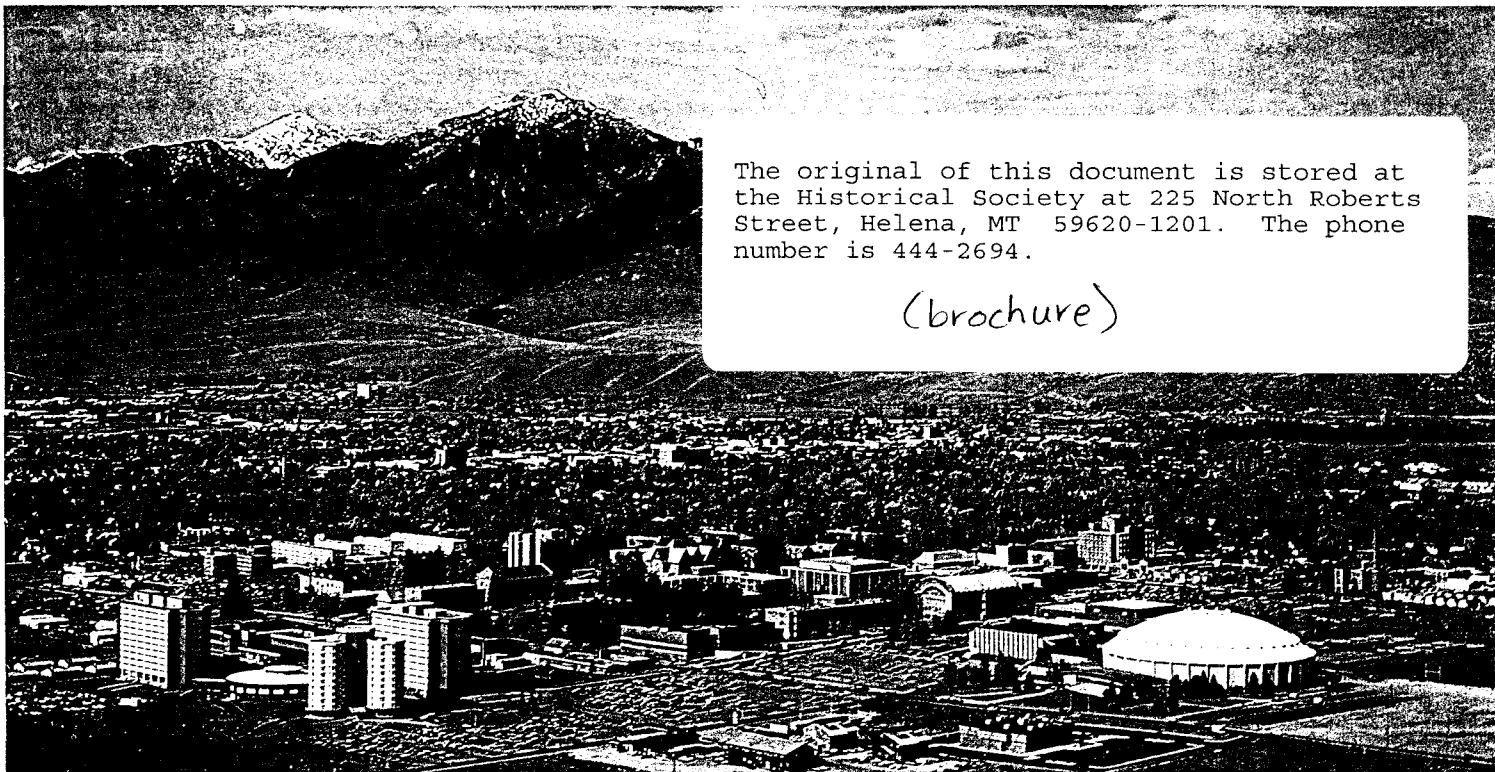 The original of this document is stored at
the Historical Society at 225 North Roberts
Street, Helena, MT  59620-1201.  The phone
number is 444-2694.
(brochure)